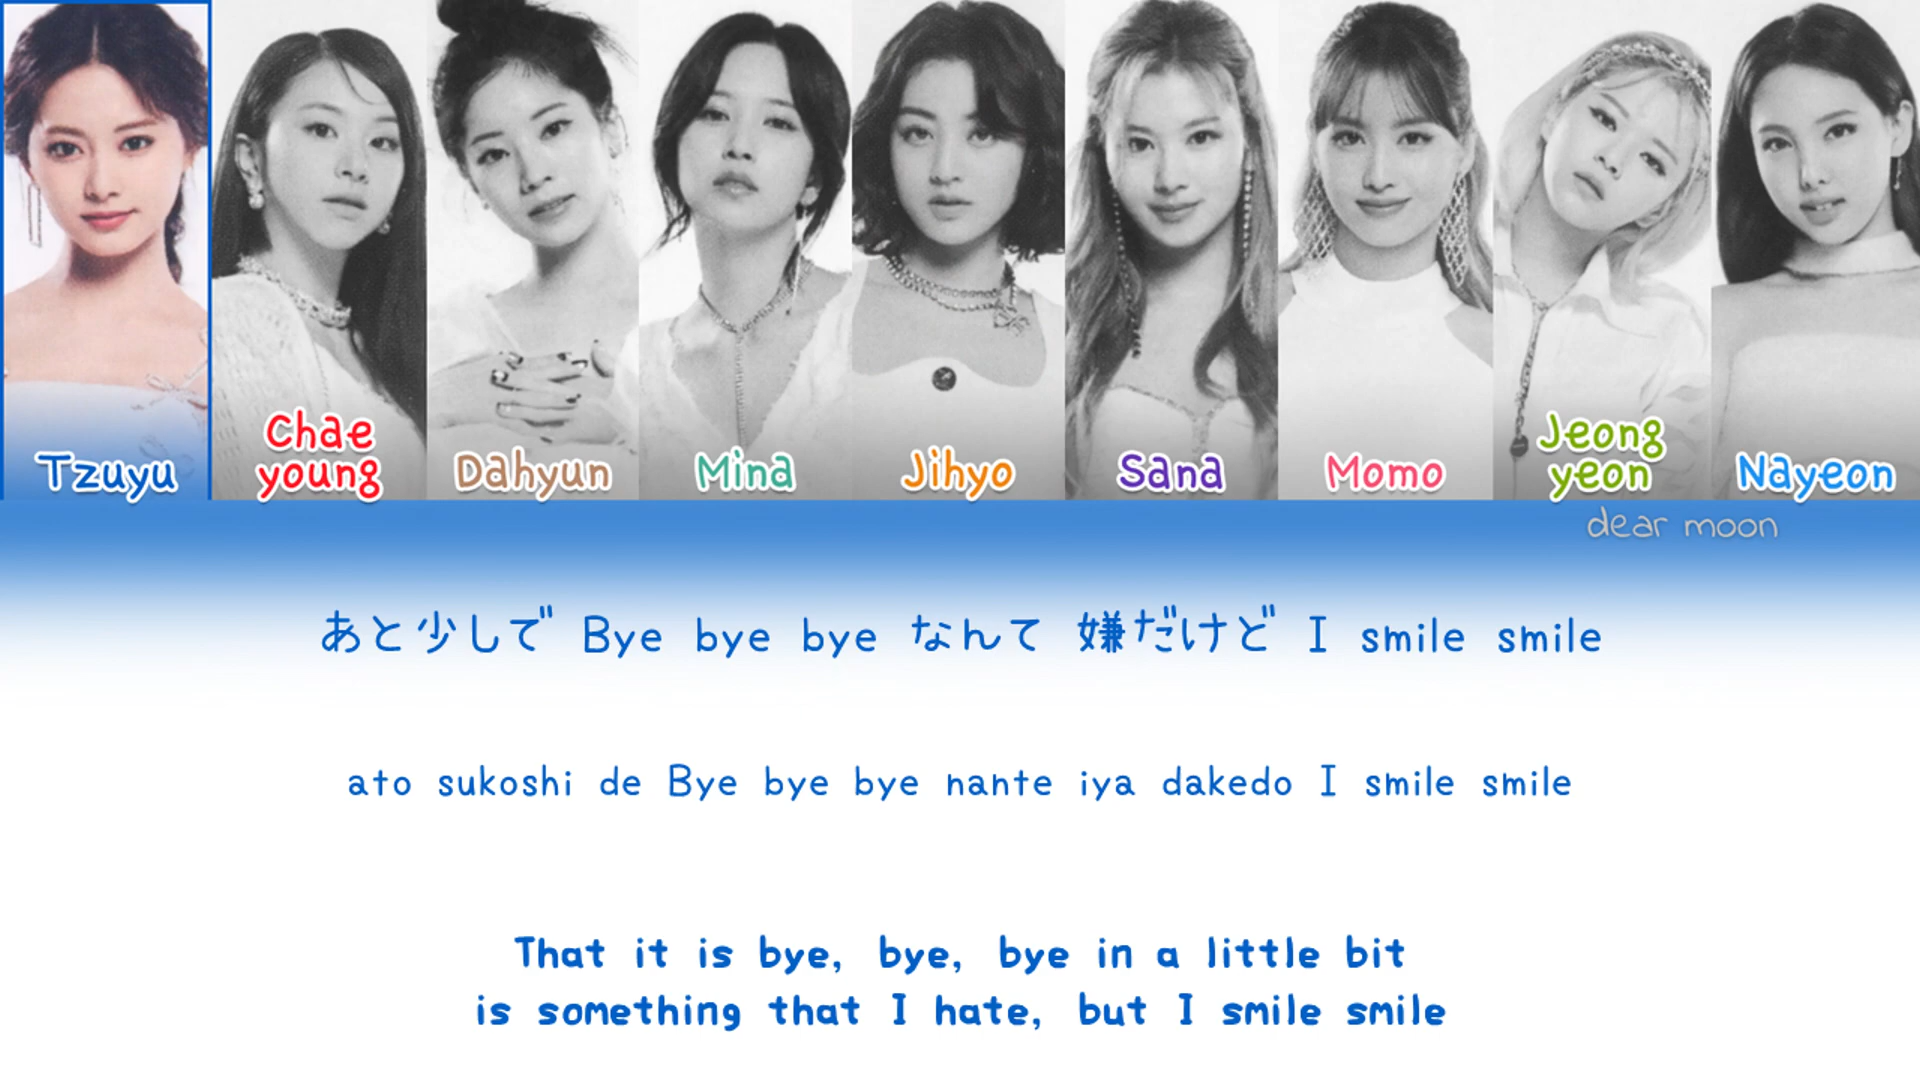 Tzuyu
Chae
young
Dahyun
Mina
Jihyo
Sana
Momo
Jeong
yeon
Nayeon
dear moon
あと少しで Bye bye bye なんて 嫌だけど I smile smile
ato sukoshi de Bye bye bye nante iya dakedo I smile smile
That it is bye, bye, bye in a little bit
is something that I hate, but I smile smile